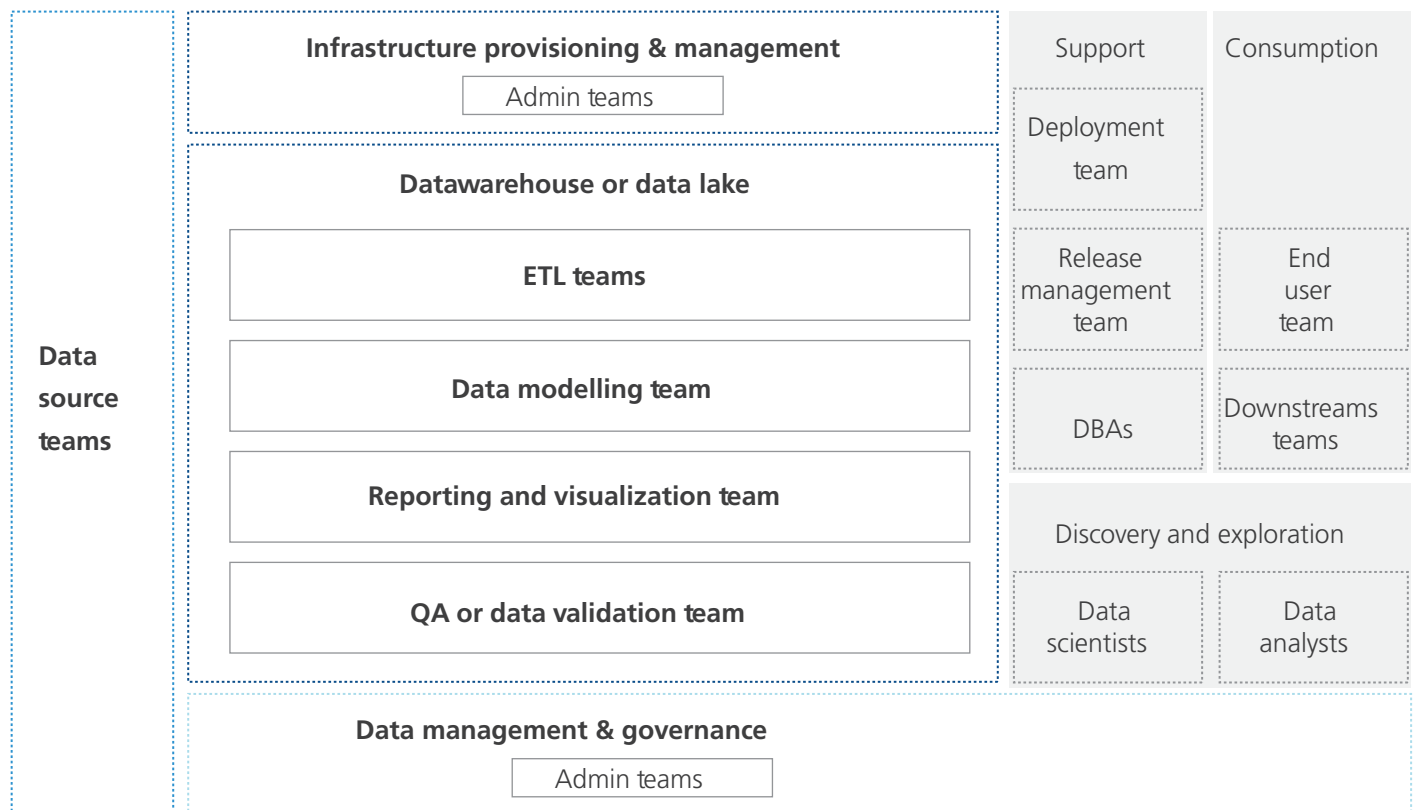 Data
source
teams
Infrastructure provisioning & management
Admin teams
Datawarehouse or data lake
ETL teams
Data modelling team
Reporting and visualization team
QA or data validation team
Support
Deployment
team
Release
management
team
DBAs
Consumption
End
user
team
Downstreams
teams
Discovery and exploration
Data
scientists
Data
analysts
Data management & governance
Admin teams